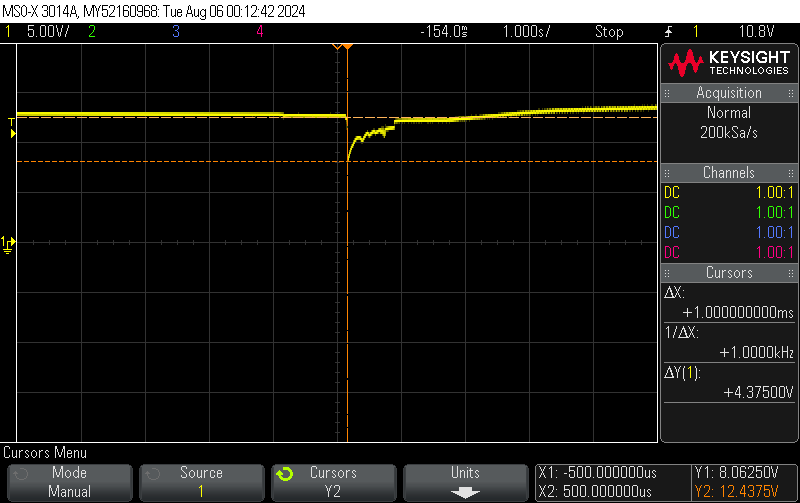 MSO-X 3014A, MY52160968: Tue Aug 06 00:12:42 2024
1 5.00V/ 2 3 4 -154.0ms 1.000s/ Stop 1 10.8V
KEYSIGHT
TECHNOLOGIES
Acquisition
Normal
200kSa/s
Channels
DC 1.00:1
DC 1.00:1
DC 1.00:1
DC 1.00:1
Cursors
ΔX:
+1.000000000ms
1/ΔX:
+1.0000kHz
ΔY(1):
+4.37500V
T
1
Cursors Menu
Mode
Manual
Source
1
Cursors
Y2
Units
X1: -500.000000us
X2: 500.000000us
Y1: 8.06250V
Y2: 12.4375V